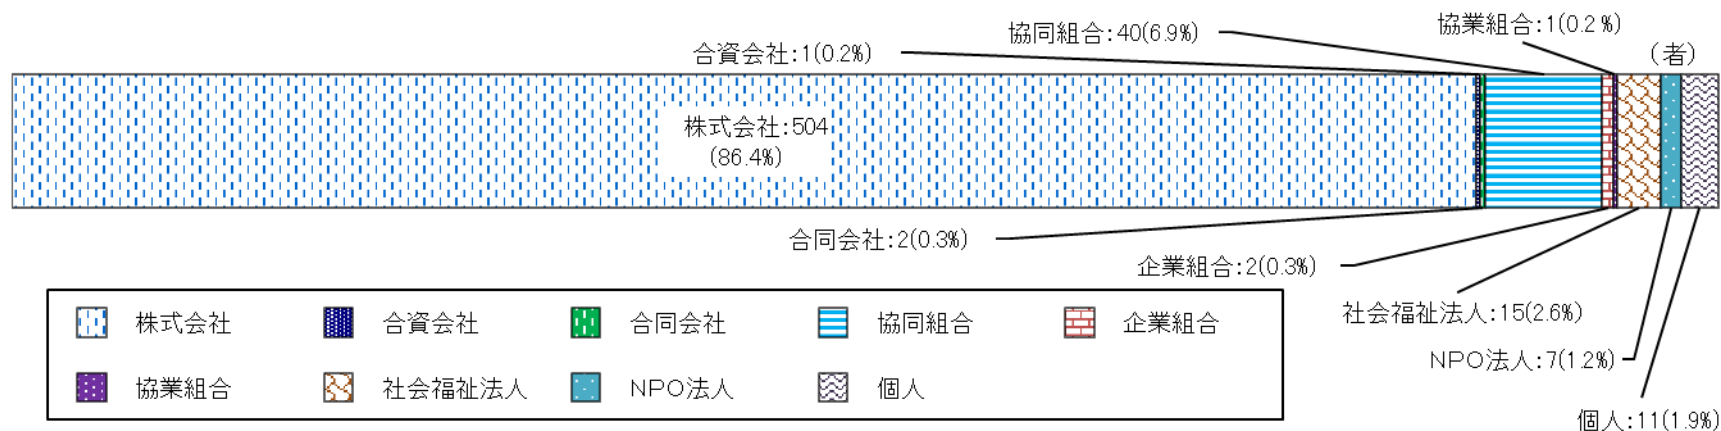 協業組合:1(0.2%)
協同組合:40(6.9%)
合資会社:1(0.2%)
(者)
株式会社:504
(86.4%)
合同会社:2(0.3%)
企業組合:2(0.3%)
社会福祉法人:15(2.6%)
NPO法人:7(1.2%)
個人:11(1.9%)
株式会社 合資会社 合同会社 協同組合 企業組合
協業組合 社会福祉法人 NPO法人 個人